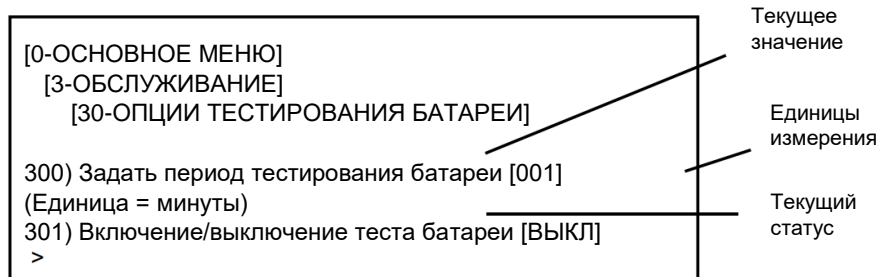 [0-ОСНОВНОЕ МЕНЮ]
[3-ОБСЛУЖИВАНИЕ]
[30-ОПЦИИ ТЕСТИРОВАНИЯ БАТАРЕИ]
300) Задать период тестирования батареи [001]
(Единица = минуты)
301) Включение/выключение теста батареи [ВЫКЛ]
>
Текущее
значение
Единицы
измерения
Текущий
статус